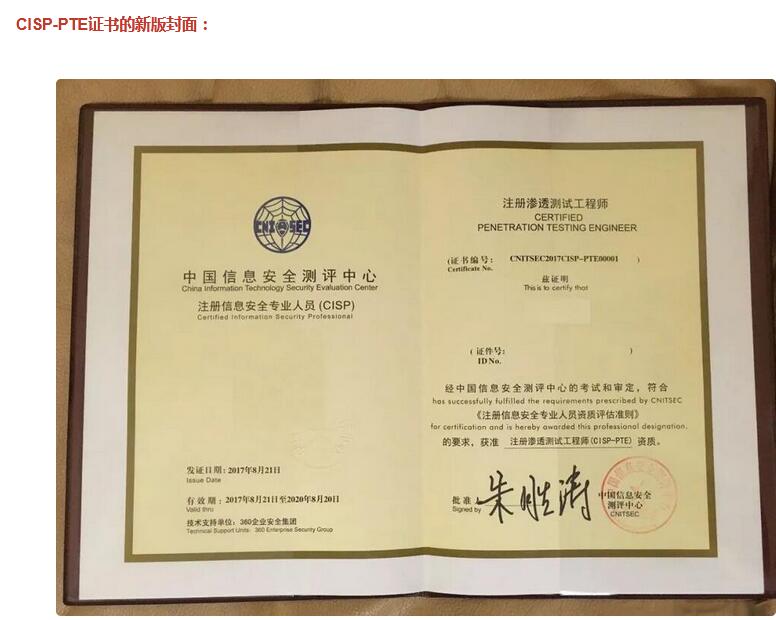 CISP-PTE证书的新版封面：
CNITSEC
中国信息安全测评中心
China Information Technology Security Evaluation Center
注册信息安全专业人员(CISP)
Certified Information Security Professional
发证日期: 2017年8月21日
Issue Date
有效期: 2017年8月21日至2020年8月20日
Valid thru
技术支持单位: 360企业安全集团
Technical Support Units: 360 Enterprise Security Group
注册渗透测试工程师
CERTIFIED
PENETRATION TESTING ENGINEER
(证书编号: CNITSEC2017CISP-PTE00001 )
Certificate No.
兹证明
This is to certify that
(证件号: )
ID No.
经中国信息安全测评中心的考试和审定，符合
has successfully fulfilled the requirements prescribed by CNITSEC
《注册信息安全专业人员资质评估准则》
for certification and is hereby awarded this professional designation.
的要求，获准 注册渗透测试工程师(CISP-PTE) 资质。
批准人
Signed by
朱胜涛
中国信息安全
测评中心
CNITSEC